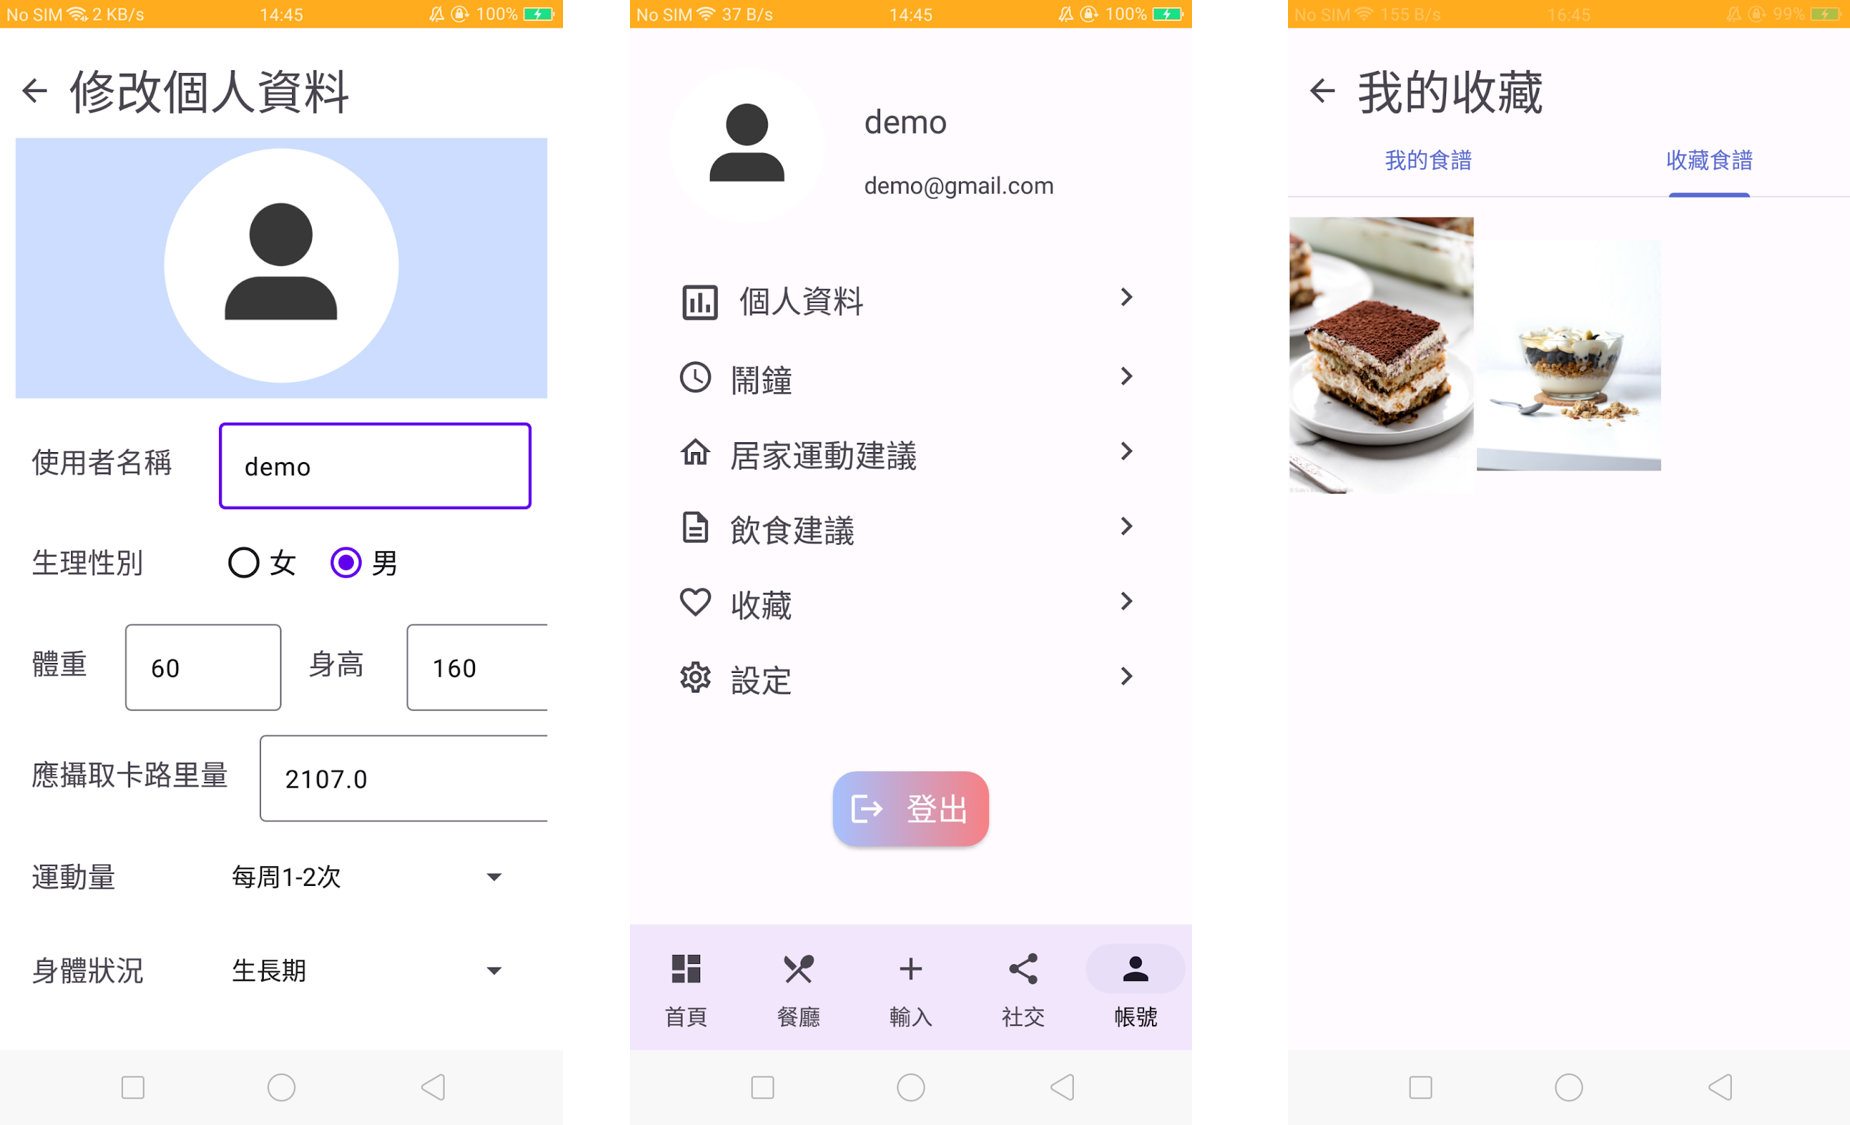 No SIM 2 KB/s 14:45 100%
修改個人資料
使用者名稱 demo
生理性別 女 男
體重 60 身高 160
應攝取卡路里量 2107.0
運動量 每周1-2次
身體狀況 生長期
No SIM 37 B/s 14:45 100%
demo
demo@gmail.com
個人資料
鬧鐘
居家運動建議
飲食建議
收藏
設定
登出
首頁 餐廳 輸入 社交 帳號
No SIM 155 B/s 16:45 99%
我的收藏
我的食譜 收藏食譜